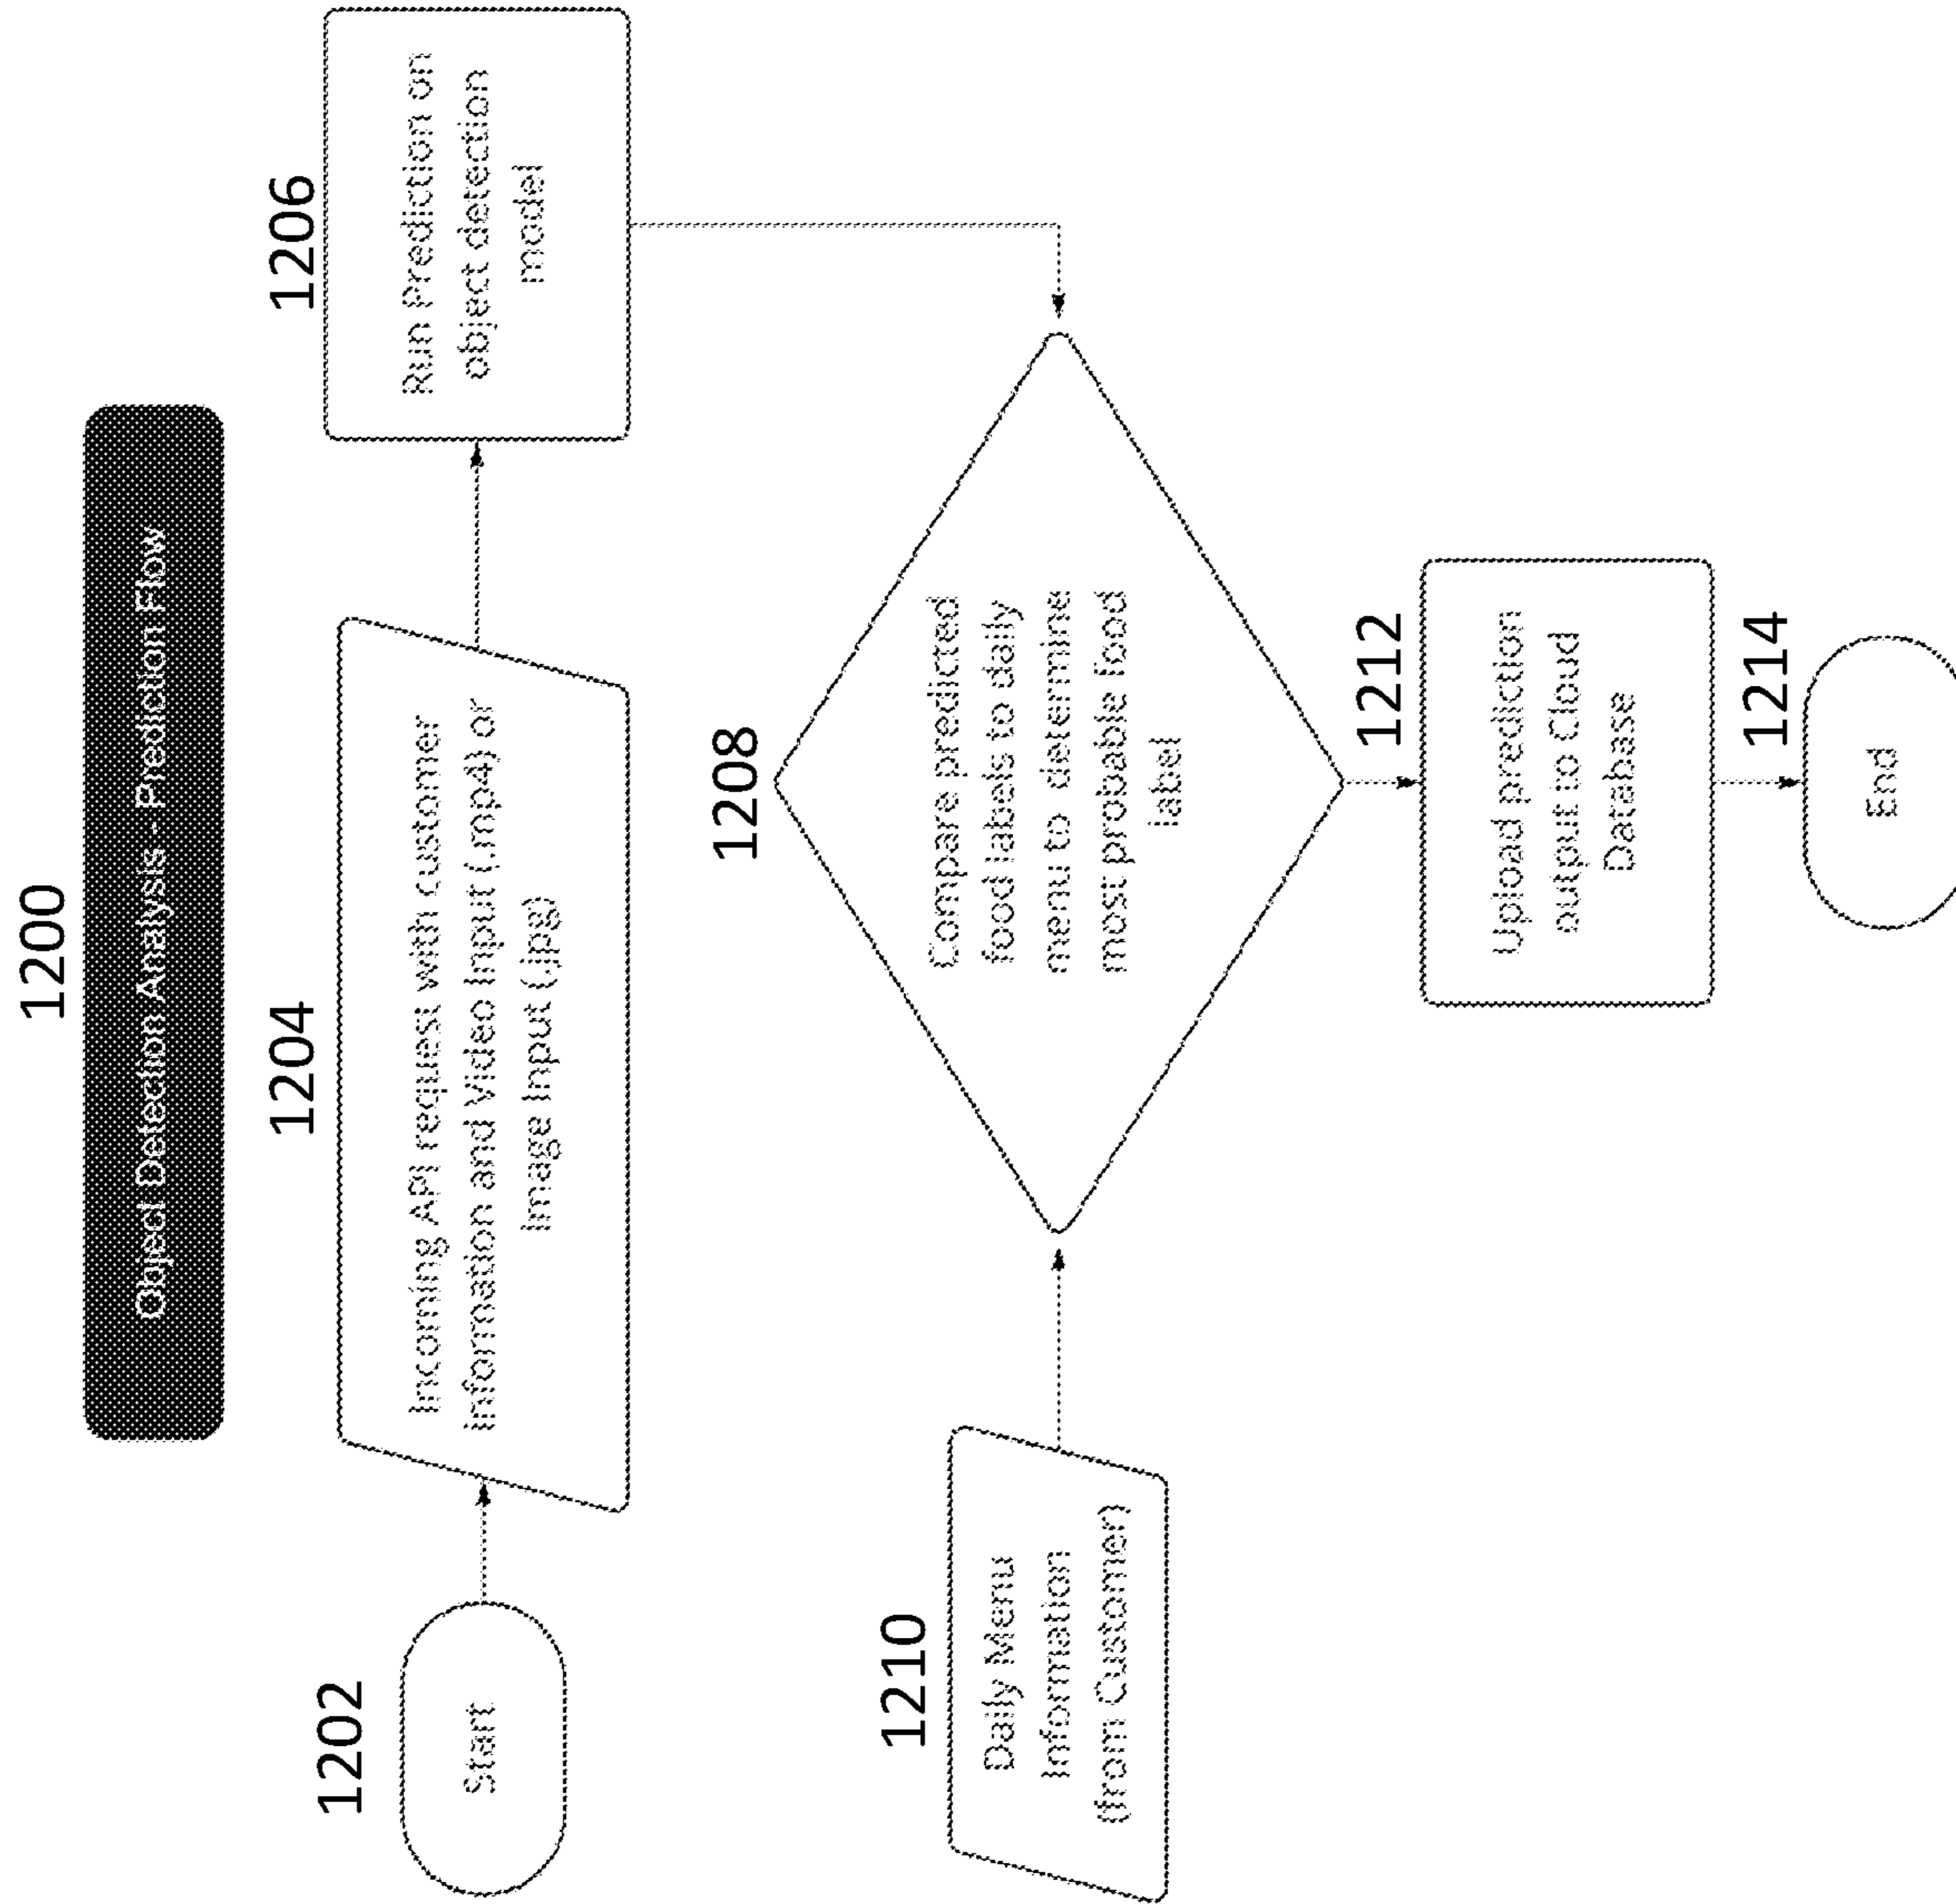 1200
Object Detection Analysis - Prediction Flow
1202
Start
1204
Incoming API request with customer
information and Video Input (.mp4) or
Image Input (.jpg)
1206
Run Prediction on
object detection
model
1208
Compare predicted
food labels to daily
menu to determine
most probable food
label
1210
Daily Menu
Information
(from Customer)
1212
Upload prediction
output to Cloud
Database
1214
End